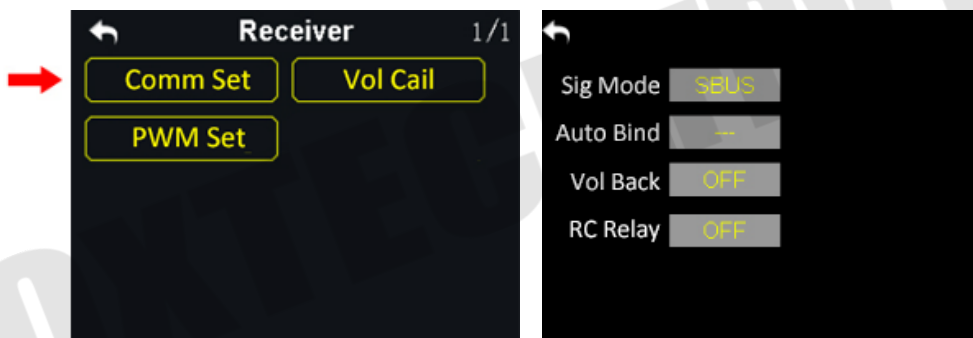 Receiver 1/1
Comm Set Vol Cail
PWM Set
Sig Mode SBUS
Auto Bind ---
Vol Back OFF
RC Relay OFF